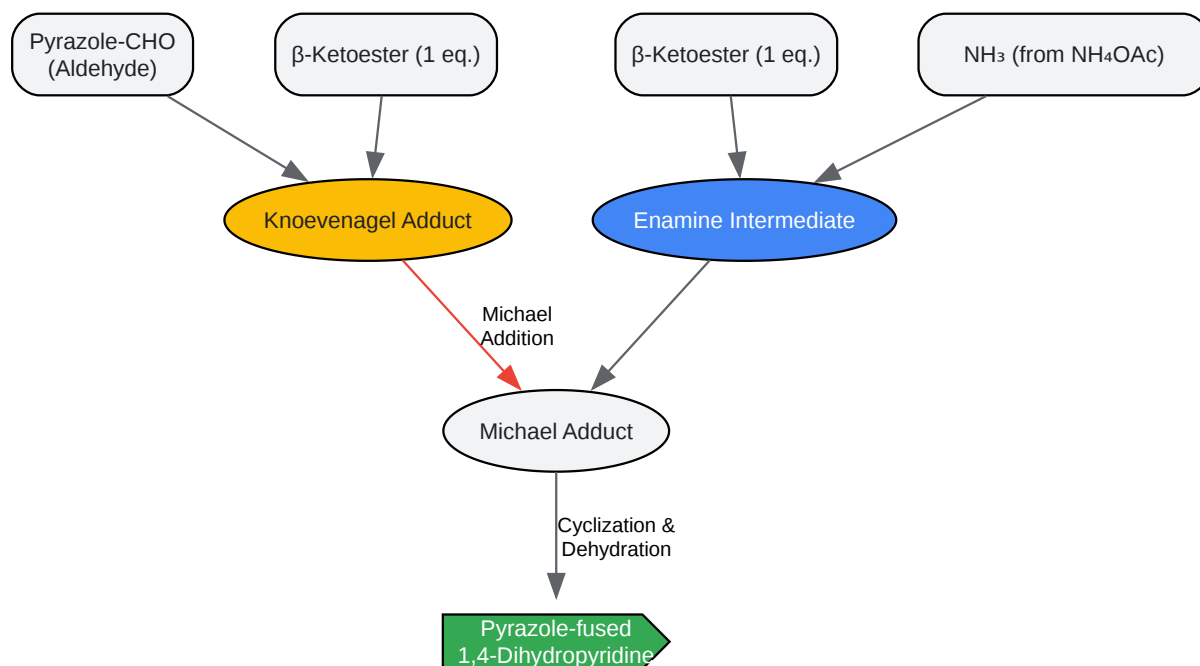 Pyrazole-CHO
(Aldehyde)
β-Ketoester (1 eq.)
β-Ketoester (1 eq.)
NH₃ (from NH₄OAc)
Knoevenagel Adduct
Enamine Intermediate
Michael
Addition
Michael Adduct
Cyclization &
Dehydration
Pyrazole-fused
1,4-Dihydropyridine